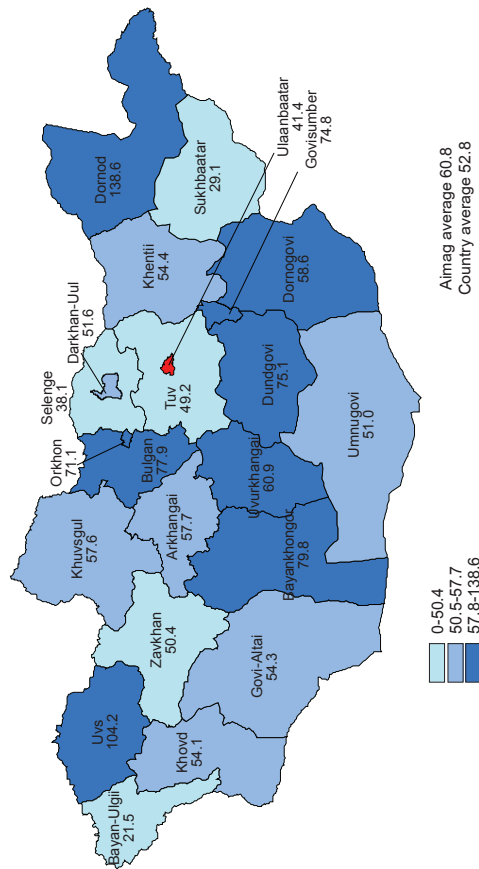 Bayan-Ulgii
21.5
Uvs
104.2
Khovd
54.1
Zavkhan
50.4
Govi-Altai
54.3
Khuvsgul
57.6
Arkhangai
57.7
Bayankhongor
79.8
Orkhon
71.1
Bulgan
77.9
Uvurkhangai
60.9
Umnugovi
51.0
Selenge
38.1
Darkhan-Uul
51.6
Tuv
49.2
Dundgovi
75.1
Khentii
54.4
Dornogovi
58.6
Dornod
138.6
Sukhbaatar
29.1
Ulaanbaatar
41.4
Govisumber
74.8
0-50.4
50.5-57.7
57.8-138.6
Aimag average 60.8
Country average 52.8